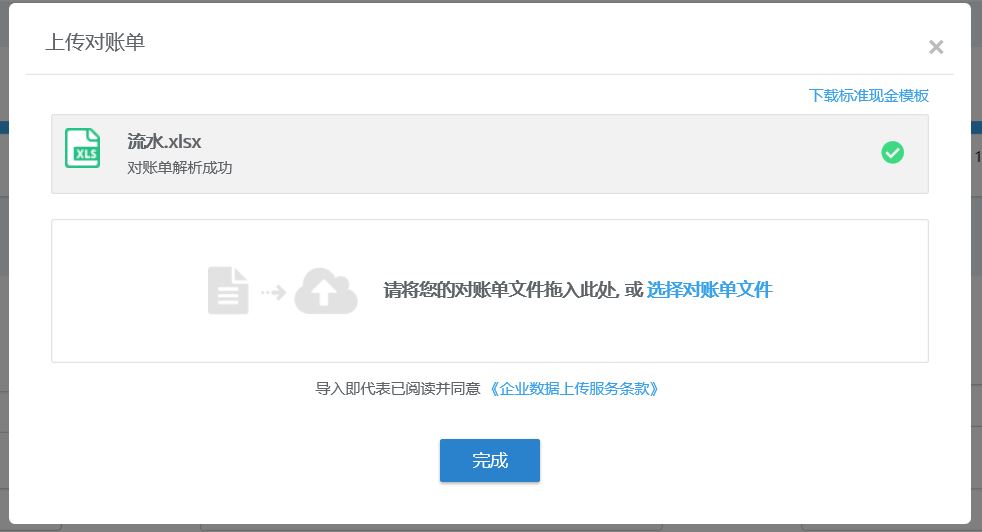 上传对账单
×
下载标准现金模板
XLS
流水.xlsx
对账单解析成功
请将您的对账单文件拖入此处, 或 选择对账单文件
导入即代表已阅读并同意 《企业数据上传服务条款》
完成
1